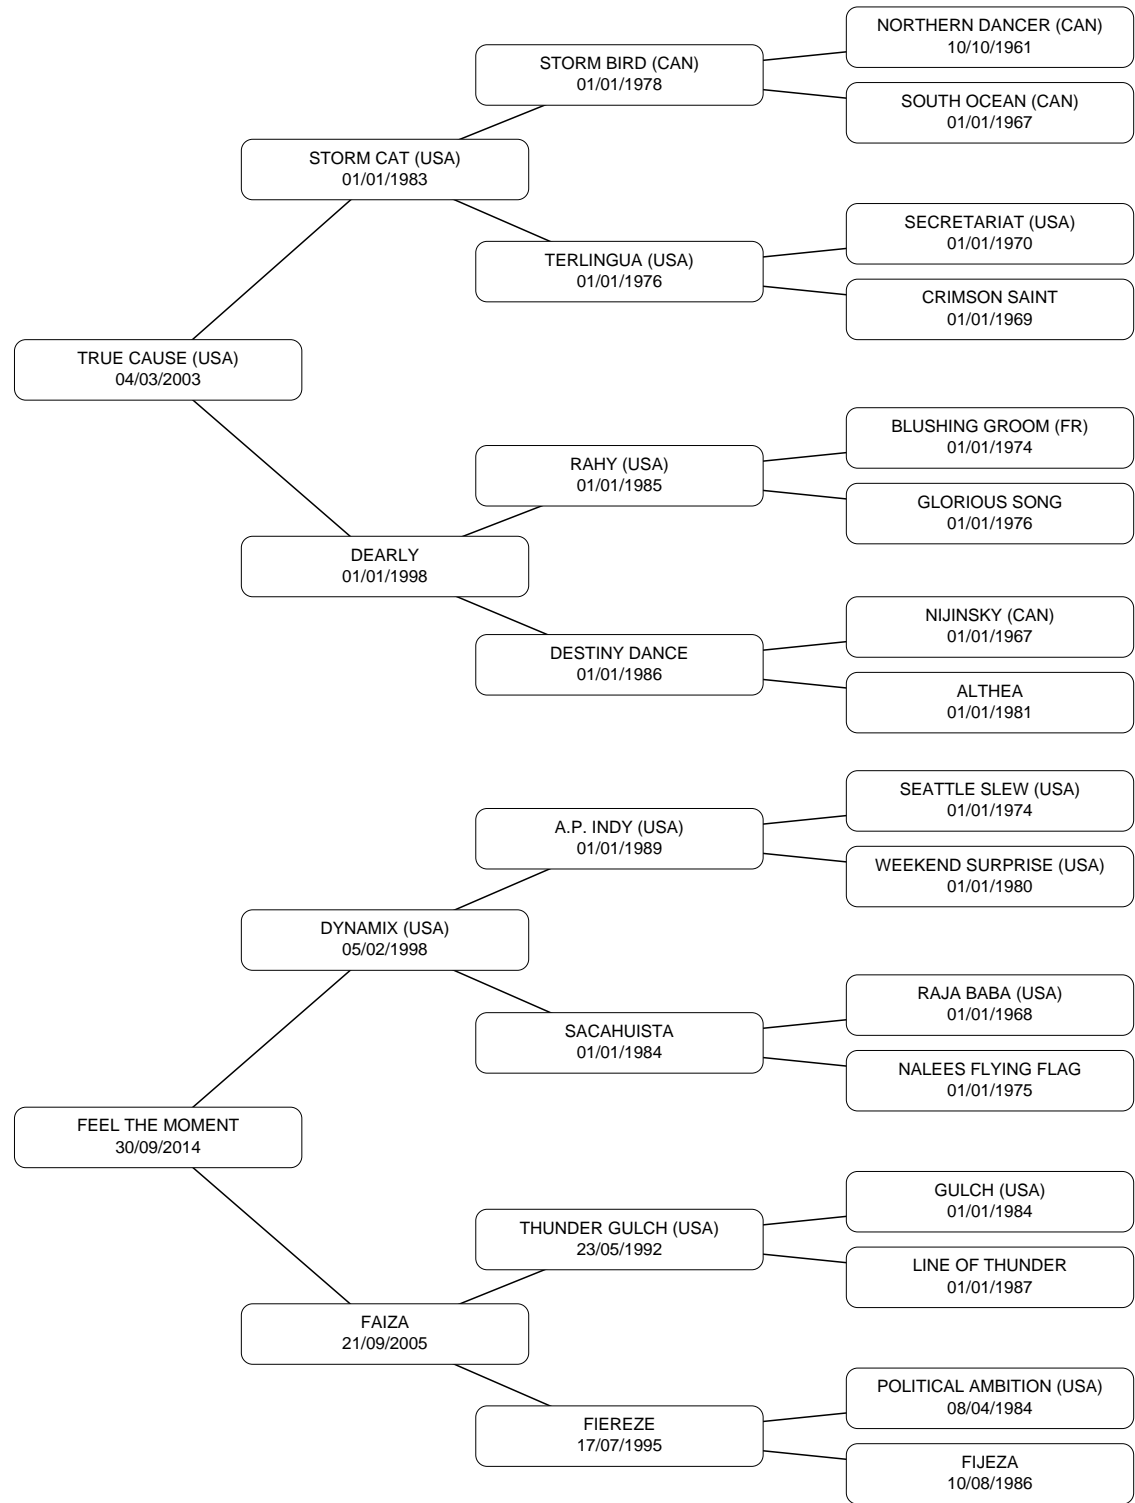 NORTHERN DANCER (CAN)
10/10/1961
STORM BIRD (CAN)
01/01/1978
SOUTH OCEAN (CAN)
01/01/1967
STORM CAT (USA)
01/01/1983
SECRETARIAT (USA)
01/01/1970
TERLINGUA (USA)
01/01/1976
CRIMSON SAINT
01/01/1969
TRUE CAUSE (USA)
04/03/2003
BLUSHING GROOM (FR)
01/01/1974
RAHY (USA)
01/01/1985
GLORIOUS SONG
01/01/1976
DEARLY
01/01/1998
NIJINSKY (CAN)
01/01/1967
DESTINY DANCE
01/01/1986
ALTHEA
01/01/1981
SEATTLE SLEW (USA)
01/01/1974
A.P. INDY (USA)
01/01/1989
WEEKEND SURPRISE (USA)
01/01/1980
DYNAMIX (USA)
05/02/1998
RAJA BABA (USA)
01/01/1968
SACAHUISTA
01/01/1984
NALEES FLYING FLAG
01/01/1975
FEEL THE MOMENT
30/09/2014
GULCH (USA)
01/01/1984
THUNDER GULCH (USA)
23/05/1992
LINE OF THUNDER
01/01/1987
FAIZA
21/09/2005
POLITICAL AMBITION (USA)
08/04/1984
FIEREZE
17/07/1995
FIJEZA
10/08/1986